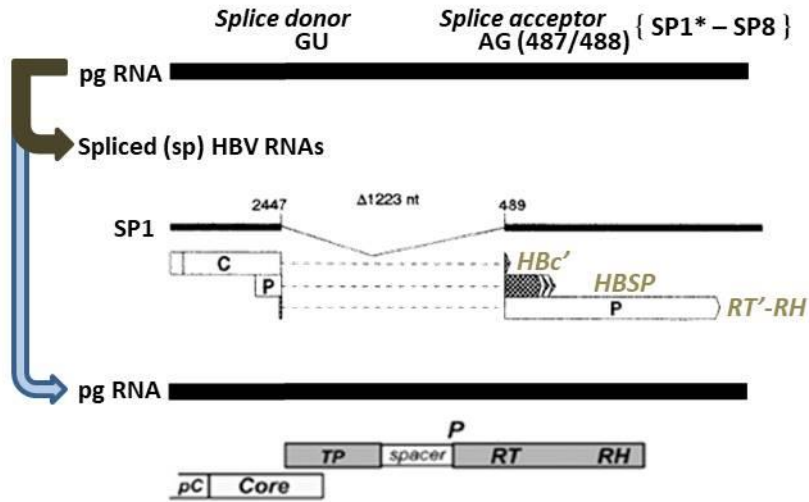 Splice donor
GU
Splice acceptor
AG (487/488)
{ SP1* – SP8 }
pg RNA
Spliced (sp) HBV RNAs
2447
Δ1223 nt
489
SP1
C
HBc’
P
HBSP
P
RT’-RH
pg RNA
P
TP
spacer
RT
RH
pC
Core